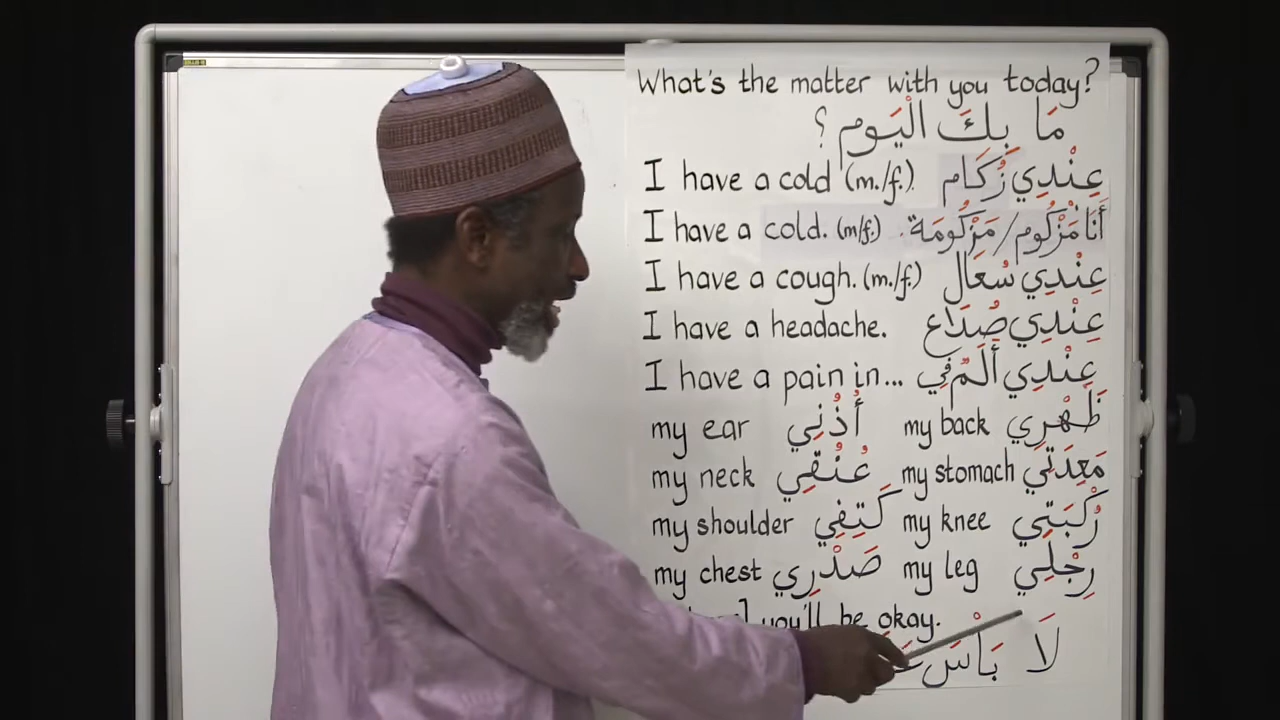 What's the matter with you today?
مَا بِكَ الْيَوم ؟
I have a cold (m./f.). عِنْدِي زُكَام
I have a cold. (m/f.) أَنَا مَزْكُوم/مَزْكُومَة.
I have a cough. (m./f.) عِنْدِي سُعَال
I have a headache. عِنْدِي صُدَاع
I have a pain in... عِنْدِي أَلَمٌ فِي
my ear أُذُنِي my back ظَهْرِي
my neck عُنُقِي my stomach مَعِدَتِي
my shoulder كَتِفِي my knee رُكْبَتِي
my chest صَدْرِي my leg رِجْلِي
you'll be okay.
لَا بَأْسَ